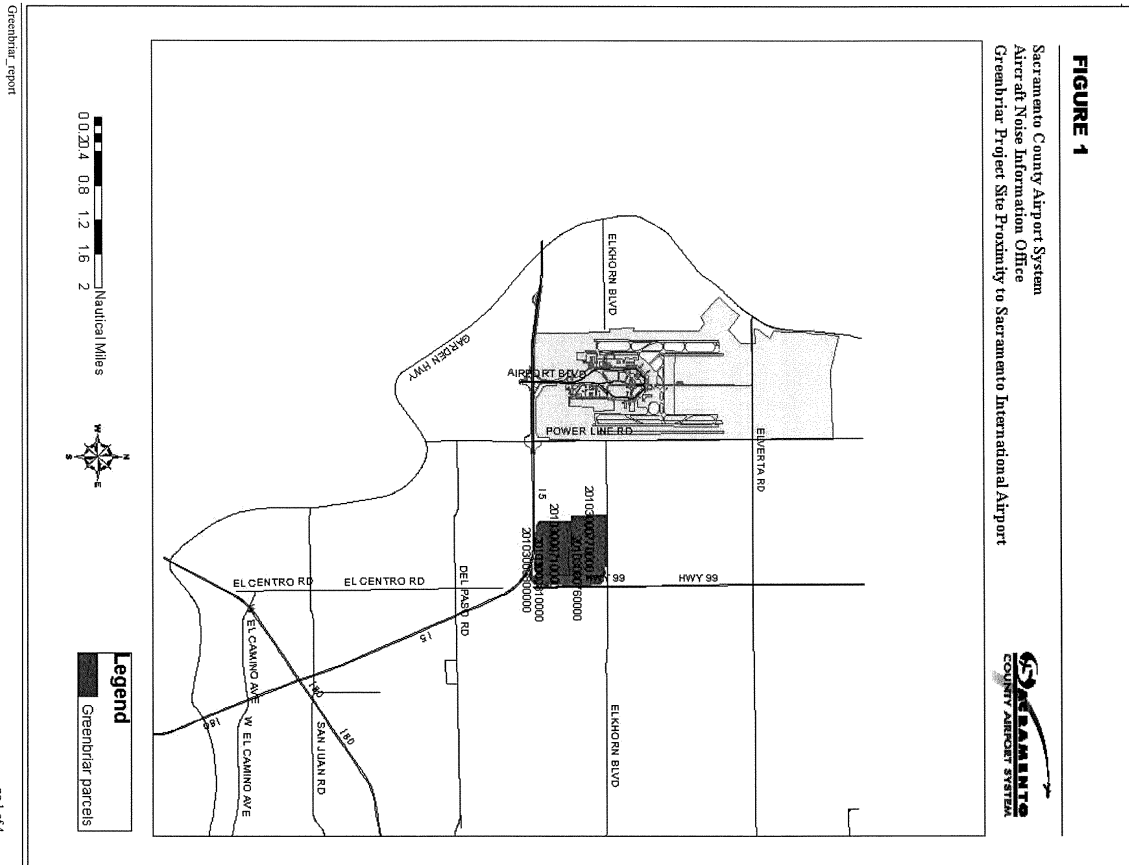 FIGURE 1
Sacramento County Airport System
Aircraft Noise Information Office
Greenbriar Project Site Proximity to Sacramento International Airport
SACRAMENTO
COUNTY AIRPORT SYSTEM
ELVERTA RD
ELKHORN BLVD
POWER LINE RD
AIRPORT BLVD
GARDEN HWY
I5
20103000770000
20103000710000
HWY 99
HWY 99
ELKHORN BLVD
DEL PASO RD
EL CENTRO RD
EL CENTRO RD
I5
I80
I80
I80
SAN JUAN RD
W EL CAMINO AVE
W EL CAMINO AVE
0 0.20.4 0.8 1.2 1.6 2
Nautical Miles
N
W
E
S
Legend
Greenbriar parcels
Greenbriar_report